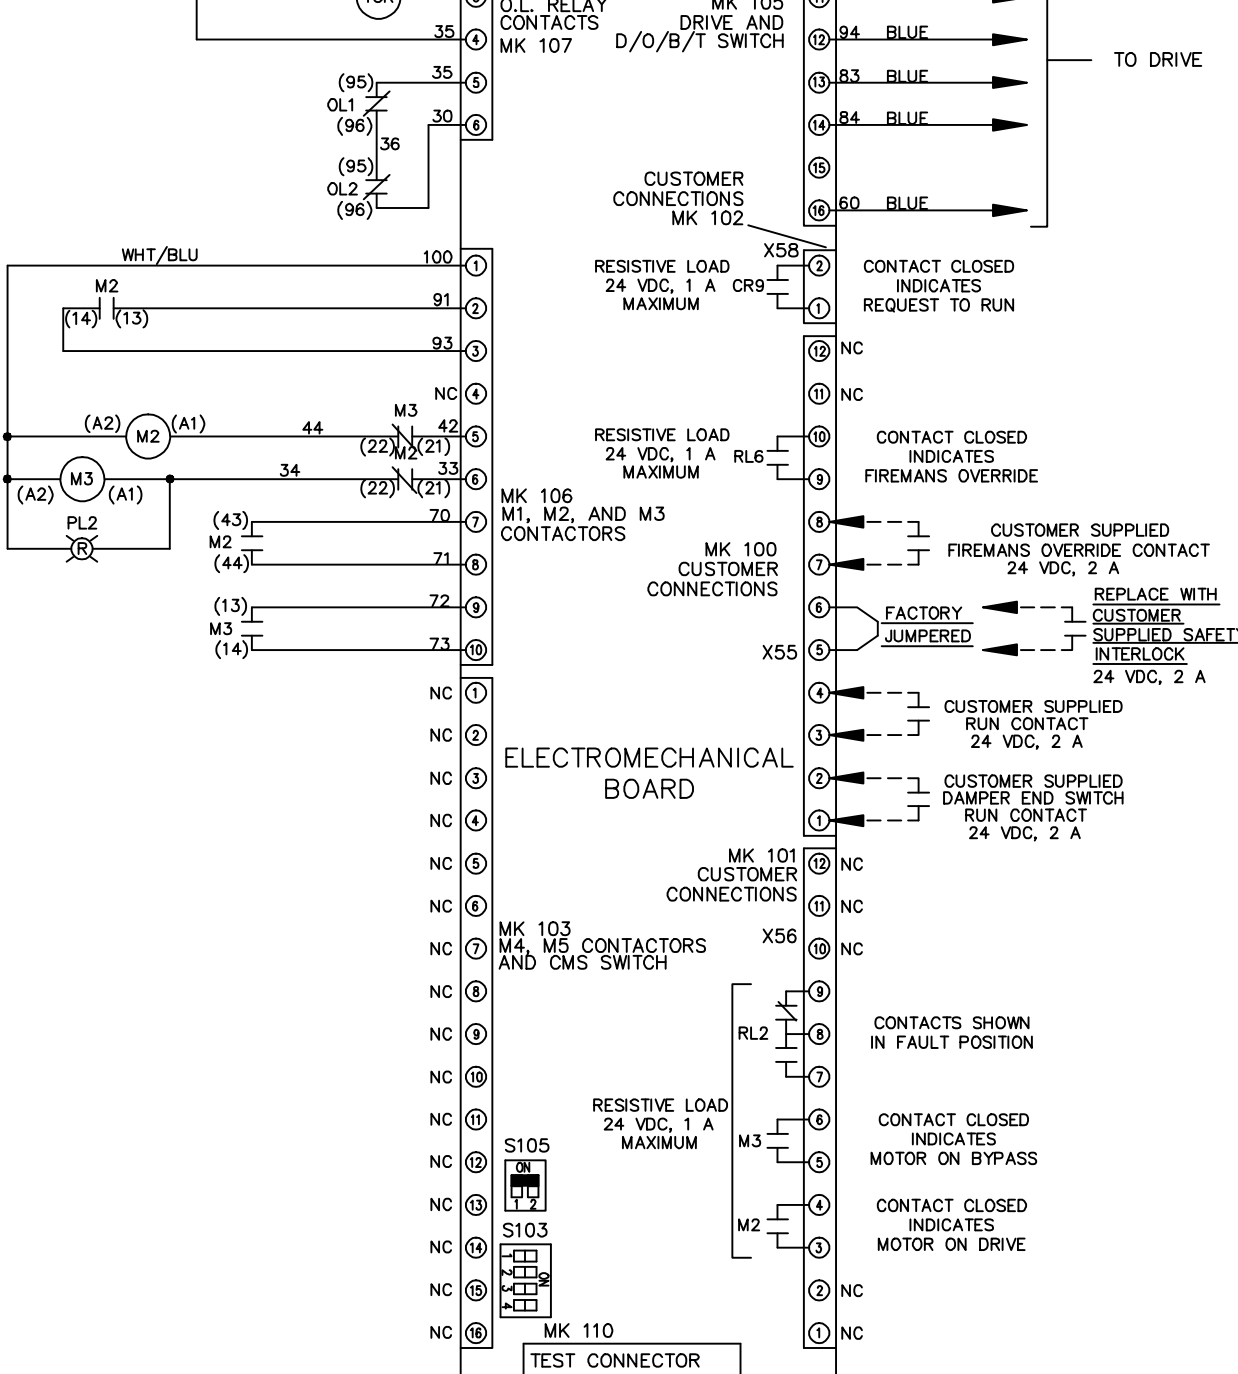 O.L. RELAY
CONTACTS
MK 107
MK 105
DRIVE AND
D/O/B/T SWITCH
35
4
12
94 BLUE
TO DRIVE
(95)
35
5
OL1
(96)
13
83 BLUE
30
6
36
14
84 BLUE
(95)
OL2
(96)
15
CUSTOMER
CONNECTIONS
MK 102
16
60 BLUE
WHT/BLU
100
1
X58
2
RESISTIVE LOAD
24 VDC, 1 A
MAXIMUM
CR9
1
CONTACT CLOSED
INDICATES
REQUEST TO RUN
M2
(14)
(13)
91
2
93
3
12
NC
NC
4
11
NC
(A2)
M2
(A1)
44
M3
(22)
(21)
42
5
RESISTIVE LOAD
24 VDC, 1 A
MAXIMUM
RL6
10
9
CONTACT CLOSED
INDICATES
FIREMANS OVERRIDE
M3
(A2)
(A1)
34
M2
(22)
(21)
33
6
MK 106
M1, M2, AND M3
CONTACTORS
PL2
R
(43)
M2
(44)
70
7
71
8
8
7
CUSTOMER SUPPLIED
FIREMANS OVERRIDE CONTACT
24 VDC, 2 A
MK 100
CUSTOMER
CONNECTIONS
(13)
M3
(14)
72
9
73
10
6
5
X55
FACTORY
JUMPERED
REPLACE WITH
CUSTOMER
SUPPLIED SAFETY
INTERLOCK
24 VDC, 2 A
NC
1
4
NC
2
3
CUSTOMER SUPPLIED
RUN CONTACT
24 VDC, 2 A
ELECTROMECHANICAL
BOARD
NC
3
2
NC
4
1
CUSTOMER SUPPLIED
DAMPER END SWITCH
RUN CONTACT
24 VDC, 2 A
NC
5
MK 101
CUSTOMER
CONNECTIONS
12
NC
NC
6
11
NC
NC
7
MK 103
M4, M5 CONTACTORS
AND CMS SWITCH
X56
10
NC
NC
8
9
NC
9
RL2
8
CONTACTS SHOWN
IN FAULT POSITION
NC
10
7
NC
11
RESISTIVE LOAD
24 VDC, 1 A
MAXIMUM
6
M3
5
CONTACT CLOSED
INDICATES
MOTOR ON BYPASS
NC
12
S105
ON
1 2
NC
13
4
M2
3
CONTACT CLOSED
INDICATES
MOTOR ON DRIVE
NC
14
S103
1
2
3
4
ON
NC
15
2
NC
NC
16
MK 110
1
NC
TEST CONNECTOR